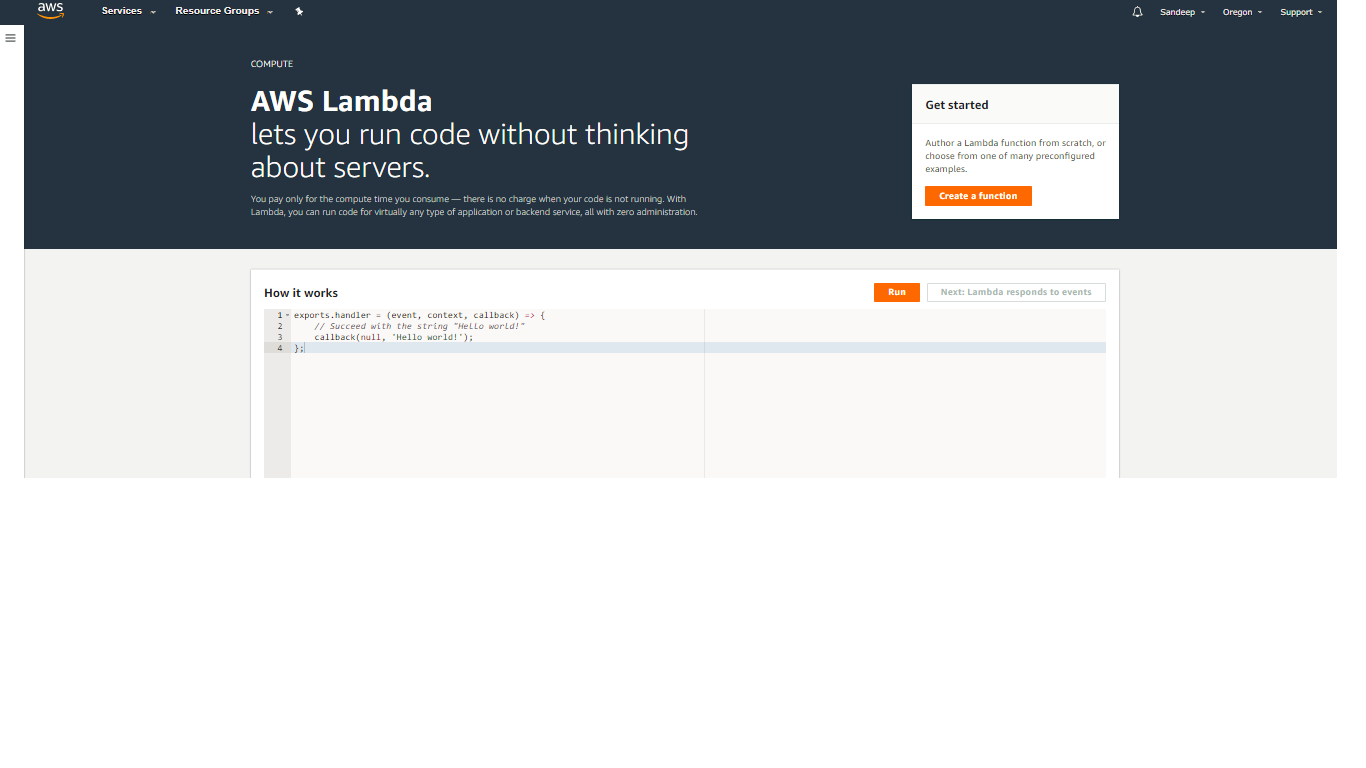 aws Services Resource Groups Sandeep Oregon Support
COMPUTE
AWS Lambda
lets you run code without thinking
about servers.
You pay only for the compute time you consume — there is no charge when your code is not running. With
Lambda, you can run code for virtually any type of application or backend service, all with zero administration.
Get started
Author a Lambda function from scratch, or
choose from one of many preconfigured
examples.
Create a function
How it works
Run
Next: Lambda responds to events
1 exports.handler = (event, context, callback) => {
2     // Succeed with the string "Hello world!"
3     callback(null, 'Hello world!');
4 };